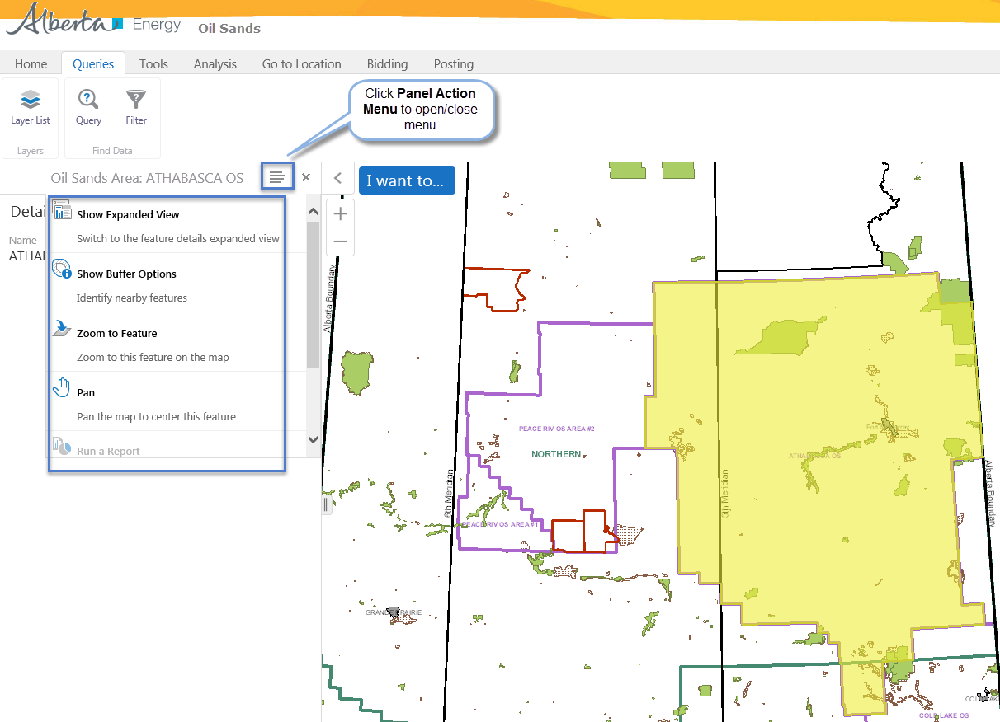 Alberta Energy Oil Sands
Home Queries Tools Analysis Go to Location Bidding Posting
Layer List
Query
Filter
Layers
Find Data
Click Panel Action
Menu to open/close
menu
Oil Sands Area: ATHABASCA OS
I want to...
Detai
Name
ATHAB
Show Expanded View
Switch to the feature details expanded view
Show Buffer Options
Identify nearby features
Zoom to Feature
Zoom to this feature on the map
Pan
Pan the map to center this feature
Run a Report
Alberta Boundary
PEACE RIV OS AREA #2
NORTHERN
ATHABASCA OS
6th Meridian
5th Meridian
Alberta Boundary
PEACE RIV OS AREA #1
COLD LAKE OS